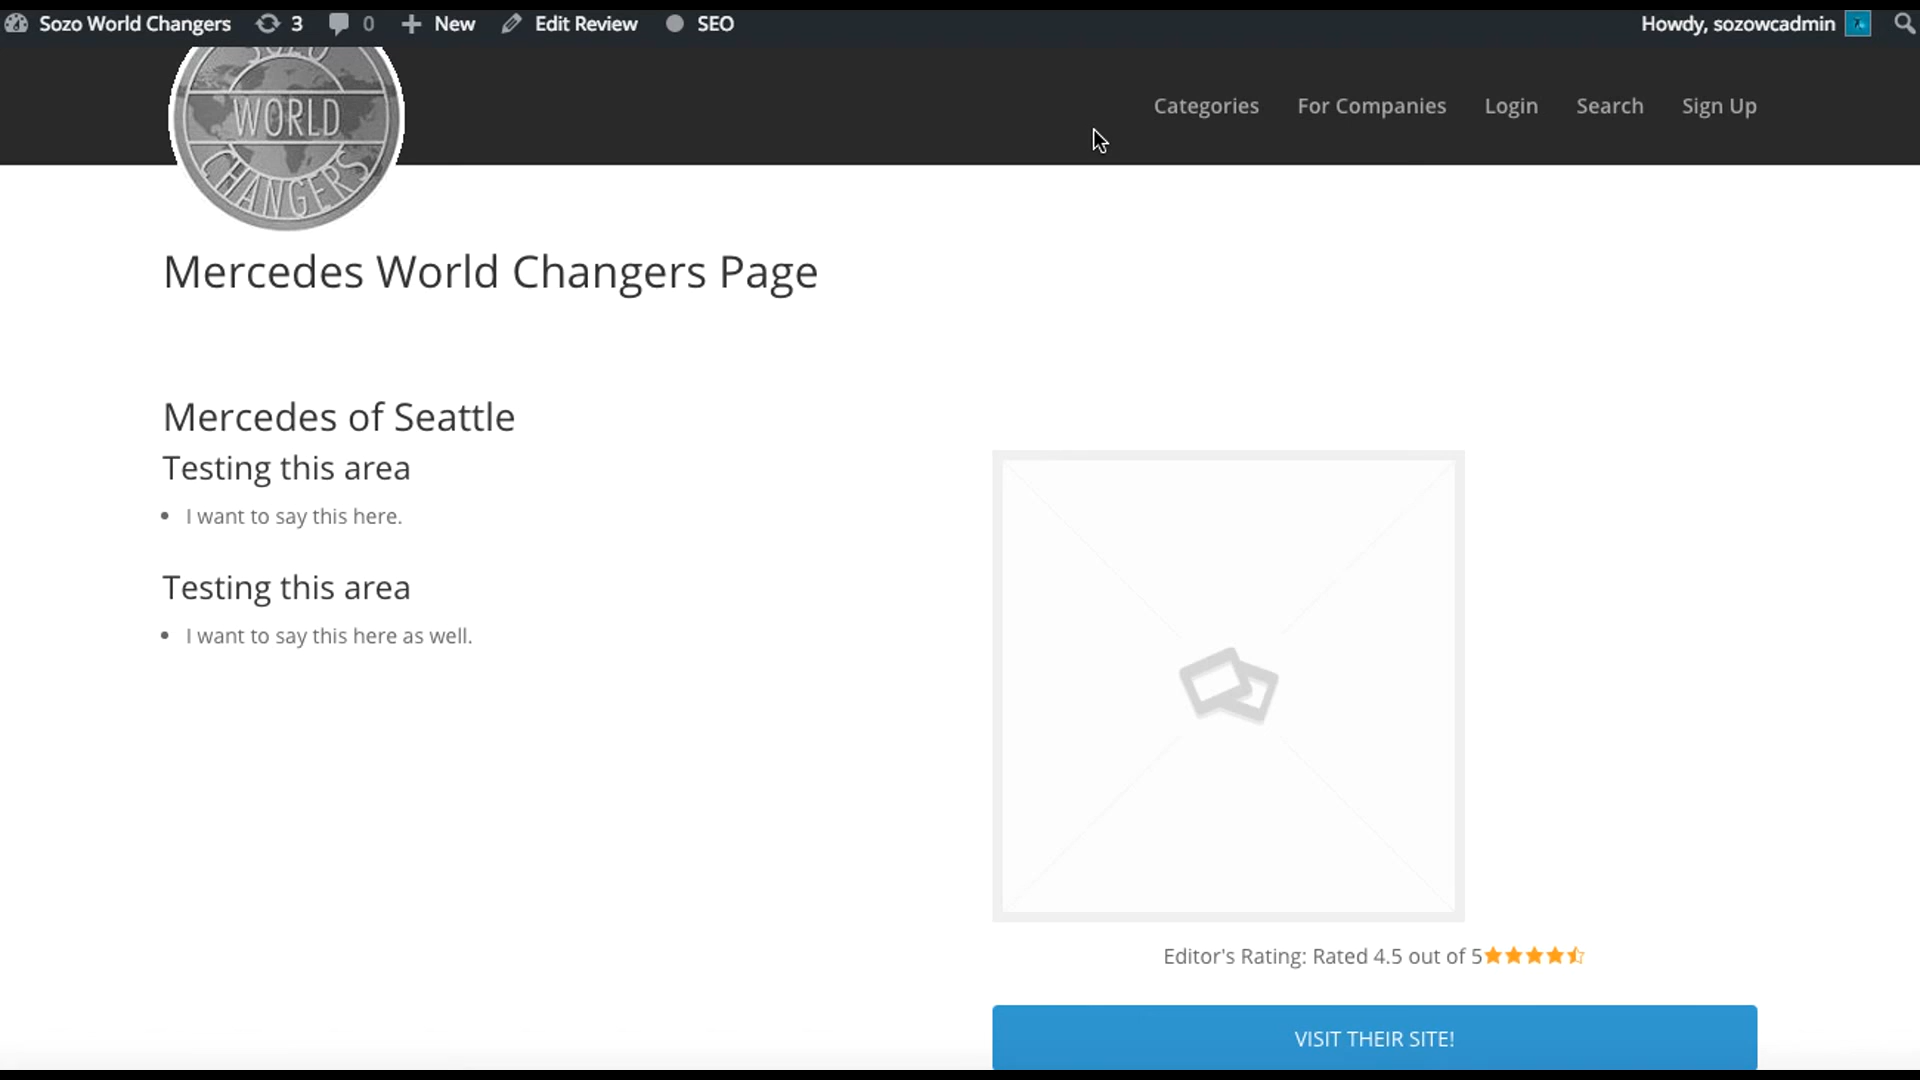 Sozo World Changers 3 0 New Edit Review SEO Howdy, sozowcadmin
SOZO
WORLD
CHANGERS
Categories For Companies Login Search Sign Up
Mercedes World Changers Page
Mercedes of Seattle
Testing this area
• I want to say this here.
Testing this area
• I want to say this here as well.
Editor's Rating: Rated 4.5 out of 5
VISIT THEIR SITE!